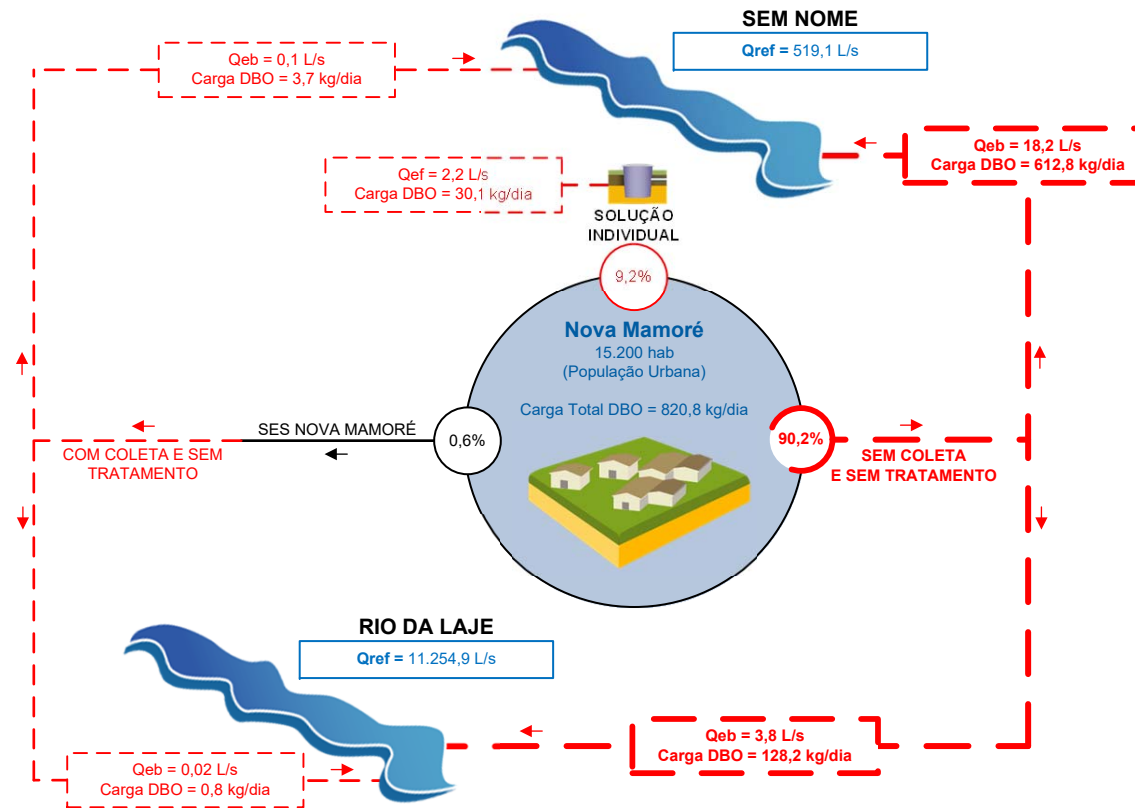 SEM NOME
Qref = 519,1 L/s
Qeb = 0,1 L/s
Carga DBO = 3,7 kg/dia
Qeb = 18,2 L/s
Carga DBO = 612,8 kg/dia
Qef = 2,2 L/s
Carga DBO = 30,1 kg/dia
SOLUÇÃO
INDIVIDUAL
9,2%
Nova Mamoré
15.200 hab
(População Urbana)
Carga Total DBO = 820,8 kg/dia
SES NOVA MAMORÉ
0,6%
90,2%
COM COLETA E SEM
TRATAMENTO
SEM COLETA
E SEM TRATAMENTO
RIO DA LAJE
Qref = 11.254,9 L/s
Qeb = 3,8 L/s
Carga DBO = 128,2 kg/dia
Qeb = 0,02 L/s
Carga DBO = 0,8 kg/dia